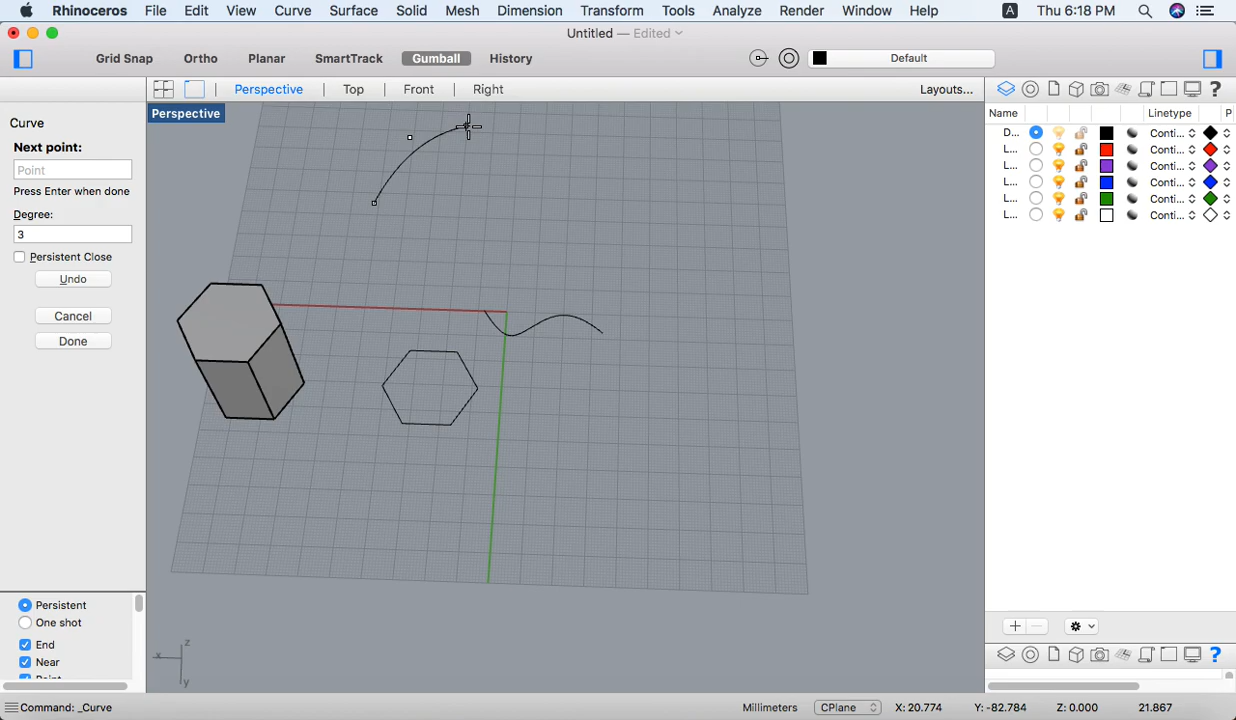 Rhinoceros File Edit View Curve Surface Solid Mesh Dimension Transform Tools Analyze Render Window Help A Thu 6:18 PM
Untitled — Edited
Grid Snap Ortho Planar SmartTrack Gumball History Default
Perspective Top Front Right Layouts...
Perspective
Name Linetype P
Curve
Next point:
Point
Press Enter when done
Degree:
3
Persistent Close
Undo
Cancel
Done
D... Conti...
L... Conti...
L... Conti...
L... Conti...
L... Conti...
L... Conti...
Persistent
One shot
End
Near
Point
z
x
y
Command: _Curve Millimeters CPlane X: 20.774 Y: -82.784 Z: 0.000 21.867